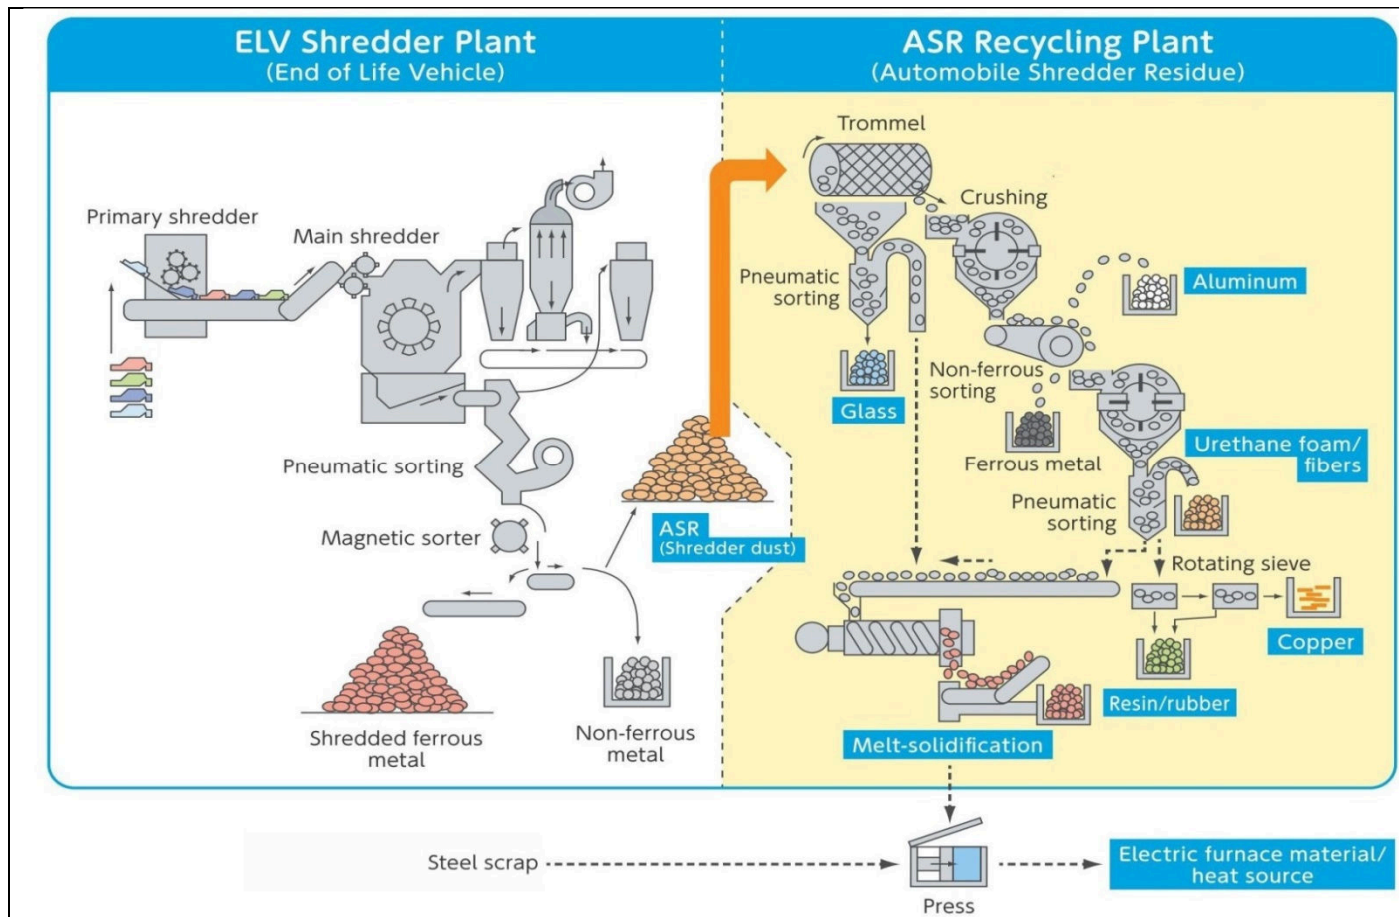 ELV Shredder Plant
(End of Life Vehicle)
ASR Recycling Plant
(Automobile Shredder Residue)
Primary shredder
Main shredder
Pneumatic sorting
Magnetic sorter
Shredded ferrous
metal
Non-ferrous
metal
ASR
(Shredder dust)
Trommel
Crushing
Pneumatic
sorting
Aluminum
Glass
Non-ferrous
sorting
Ferrous metal
Urethane foam/
fibers
Pneumatic
sorting
Rotating sieve
Copper
Resin/rubber
Melt-solidification
Steel scrap
Press
Electric furnace material/
heat source